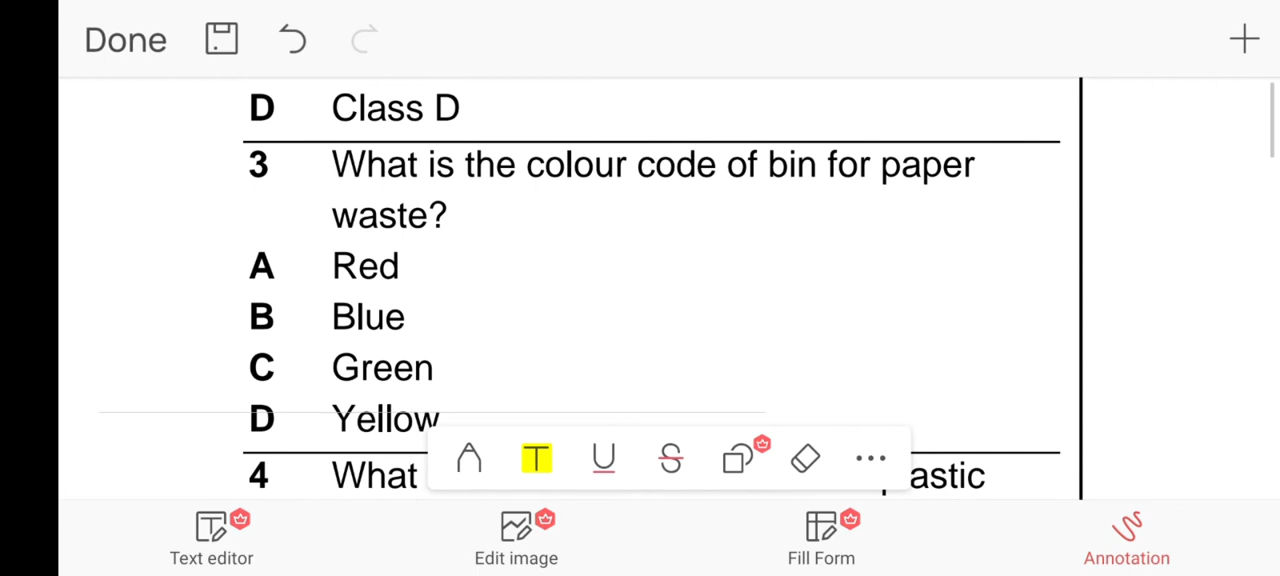 Done
D Class D
3 What is the colour code of bin for paper
waste?
A Red
B Blue
C Green
D Yellow
4 What astic
T U S
Text editor Edit image Fill Form Annotation